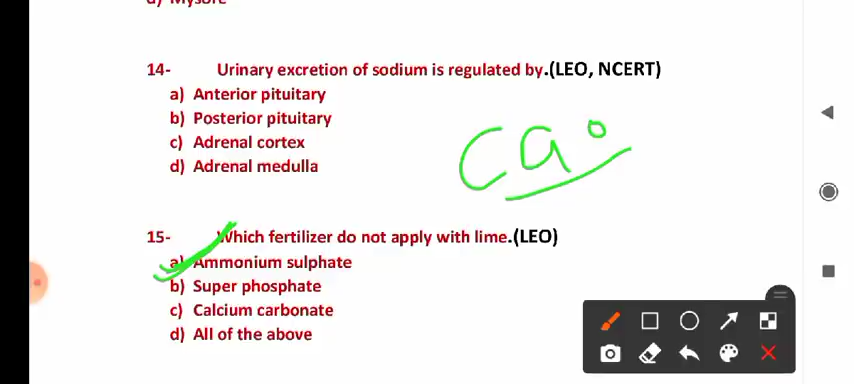 d) Mysore
14- Urinary excretion of sodium is regulated by.(LEO, NCERT)
a) Anterior pituitary
b) Posterior pituitary
c) Adrenal cortex
d) Adrenal medulla
Cao
15- Which fertilizer do not apply with lime.(LEO)
a) Ammonium sulphate
b) Super phosphate
c) Calcium carbonate
d) All of the above